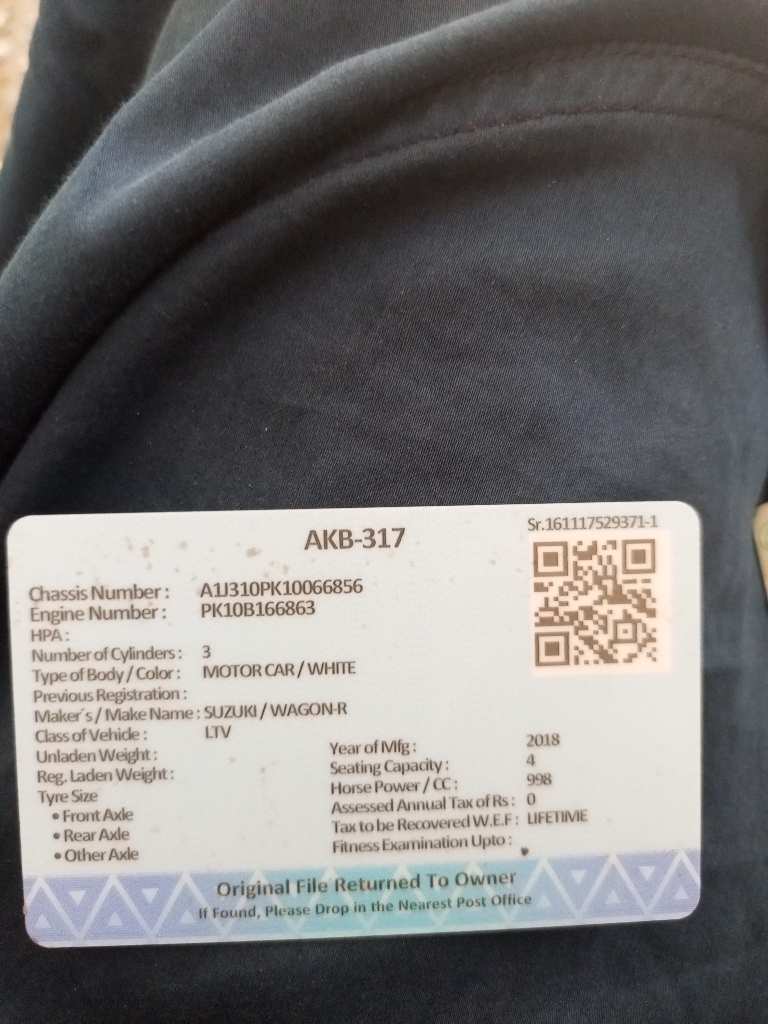 AKB-317
Sr.161117529371-1
Chassis Number : A1J310PK10066856
Engine Number : PK10B166863
HPA :
Number of Cylinders : 3
Type of Body / Color : MOTOR CAR / WHITE
Previous Registration :
Maker´s / Make Name : SUZUKI / WAGON-R
Class of Vehicle : LTV
Unladen Weight :
Reg. Laden Weight :
Tyre Size
• Front Axle
• Rear Axle
• Other Axle
Year of Mfg : 2018
Seating Capacity : 4
Horse Power / CC : 998
Assessed Annual Tax of Rs : 0
Tax to be Recovered W.E.F : LIFETIME
Fitness Examination Upto :
Original File Returned To Owner
If Found, Please Drop in the Nearest Post Office